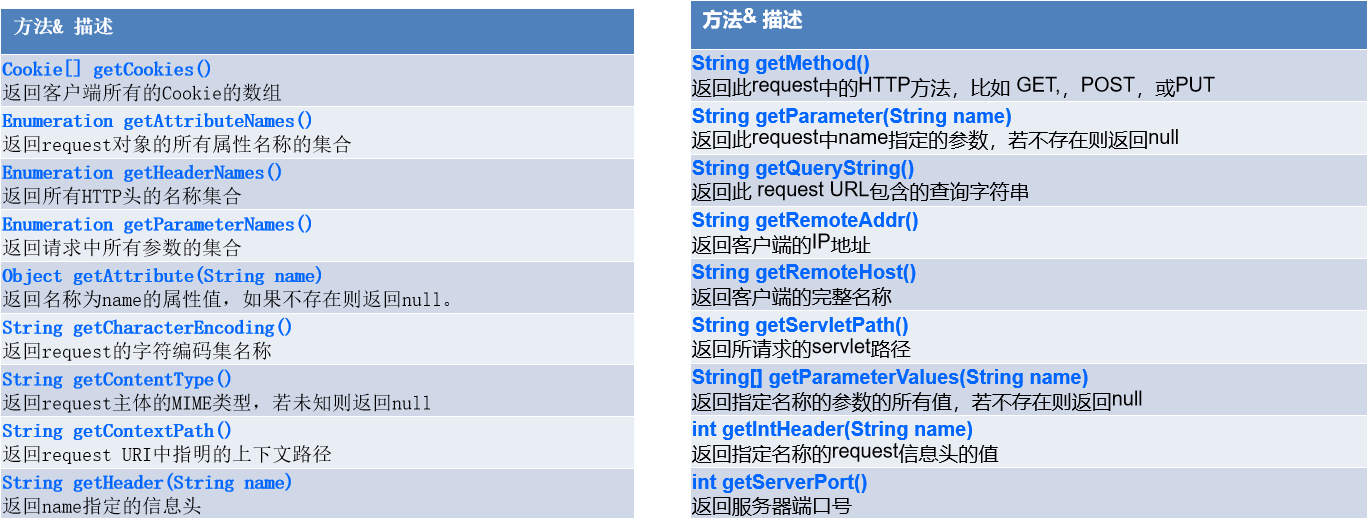 方法& 描述
Cookie[] getCookies()
返回客户端所有的Cookie的数组
Enumeration getAttributeNames()
返回request对象的所有属性名称的集合
Enumeration getHeaderNames()
返回所有HTTP头的名称集合
Enumeration getParameterNames()
返回请求中所有参数的集合
Object getAttribute(String name)
返回名称为name的属性值，如果不存在则返回null。
String getCharacterEncoding()
返回request的字符编码集名称
String getContentType()
返回request主体的MIME类型，若未知则返回null
String getContextPath()
返回request URI中指明的上下文路径
String getHeader(String name)
返回name指定的信息头
方法& 描述
String getMethod()
返回此request中的HTTP方法，比如 GET,，POST，或PUT
String getParameter(String name)
返回此request中name指定的参数，若不存在则返回null
String getQueryString()
返回此 request URL包含的查询字符串
String getRemoteAddr()
返回客户端的IP地址
String getRemoteHost()
返回客户端的完整名称
String getServletPath()
返回所请求的servlet路径
String[] getParameterValues(String name)
返回指定名称的参数的所有值，若不存在则返回null
int getIntHeader(String name)
返回指定名称的request信息头的值
int getServerPort()
返回服务器端口号